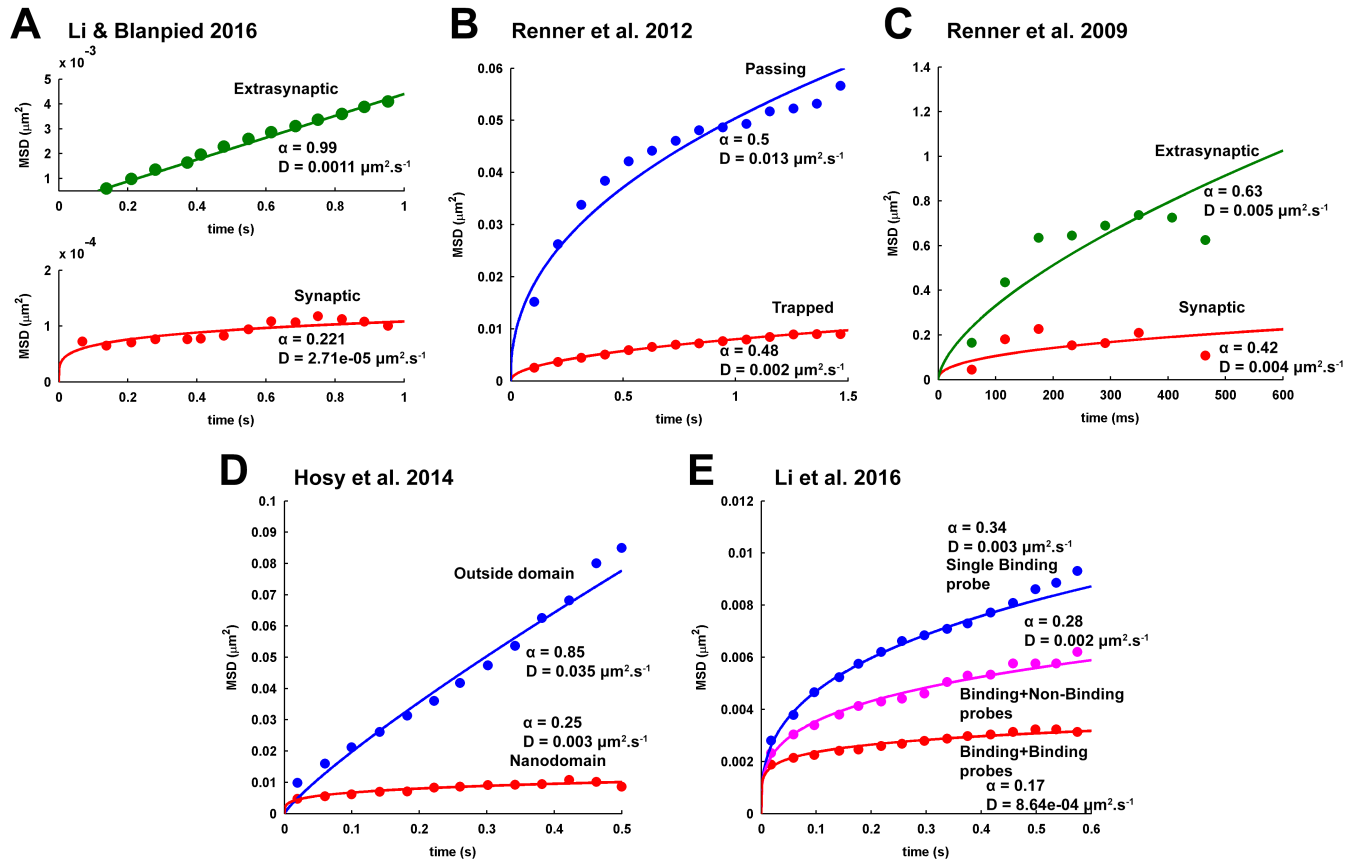 A Li & Blanpied 2016
x 10⁻³
5
4
3
2
1
MSD (µm²)
Extrasynaptic
α = 0.99
D = 0.0011 µm².s⁻¹
0 0.2 0.4 0.6 0.8 1
time (s)
x 10⁻⁴
2
1
0
MSD (µm²)
Synaptic
α = 0.221
D = 2.71e-05 µm².s⁻¹
0 0.2 0.4 0.6 0.8 1
time (s)
B Renner et al. 2012
0.06
0.05
0.04
0.03
0.02
0.01
0
MSD (µm²)
Passing
α = 0.5
D = 0.013 µm².s⁻¹
Trapped
α = 0.48
D = 0.002 µm².s⁻¹
0 0.5 1 1.5
time (s)
C Renner et al. 2009
1.4
1.2
1
0.8
0.6
0.4
0.2
0
MSD (µm²)
Extrasynaptic
α = 0.63
D = 0.005 µm².s⁻¹
Synaptic
α = 0.42
D = 0.004 µm².s⁻¹
0 100 200 300 400 500 600
time (ms)
D Hosy et al. 2014
0.1
0.09
0.08
0.07
0.06
0.05
0.04
0.03
0.02
0.01
0
MSD (µm²)
Outside domain
α = 0.85
D = 0.035 µm².s⁻¹
α = 0.25
D = 0.003 µm².s⁻¹
Nanodomain
0 0.1 0.2 0.3 0.4 0.5
time (s)
E Li et al. 2016
0.012
0.01
0.008
0.006
0.004
0.002
0
MSD (µm²)
α = 0.34
D = 0.003 µm².s⁻¹
Single Binding
probe
α = 0.28
D = 0.002 µm².s⁻¹
Binding+Non-Binding
probes
Binding+Binding
probes
α = 0.17
D = 8.64e-04 µm².s⁻¹
0 0.1 0.2 0.3 0.4 0.5 0.6
time (s)